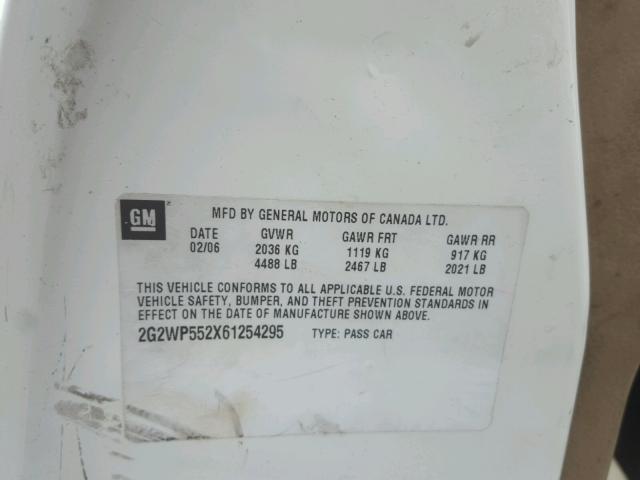 GM
MFD BY GENERAL MOTORS OF CANADA LTD.
DATE GVWR GAWR FRT GAWR RR
02/06 2036 KG 1119 KG 917 KG
4488 LB 2467 LB 2021 LB
THIS VEHICLE CONFORMS TO ALL APPLICABLE U.S. FEDERAL MOTOR
VEHICLE SAFETY, BUMPER, AND THEFT PREVENTION STANDARDS IN
EFFECT ON THE DATE OF MANUFACTURE SHOWN ABOVE.
2G2WP552X61254295 TYPE: PASS CAR